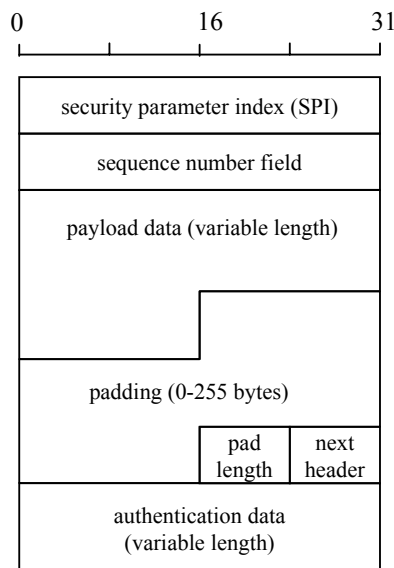 0 16 31
security parameter index (SPI)
sequence number field
payload data (variable length)
padding (0-255 bytes)
pad
length
next
header
authentication data
(variable length)